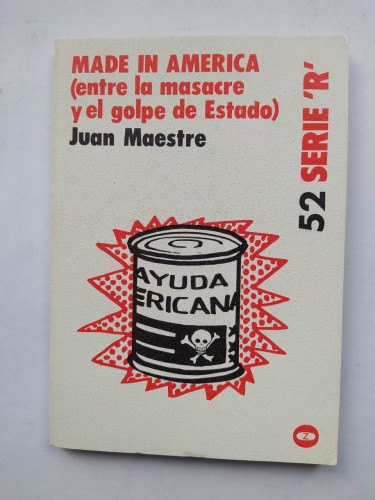 MADE IN AMERICA
(entre la masacre
y el golpe de Estado)
Juan Maestre
52 SERIE 'R'
AYUDA
ERICANA
Z